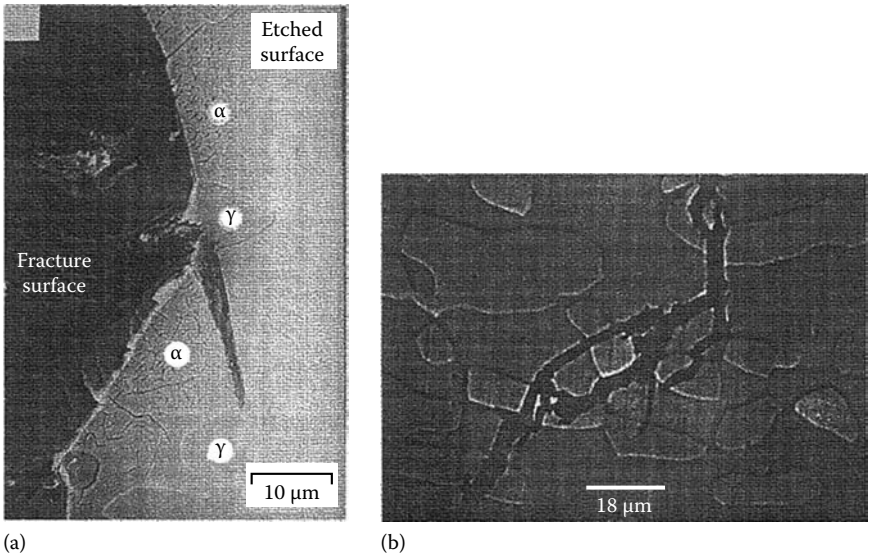 Etched
surface
α
γ
Fracture
surface
α
γ
10 μm
18 μm
(a)
(b)